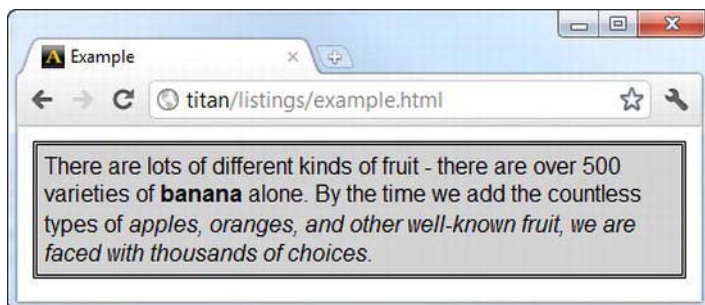 Example
titan/listings/example.html
There are lots of different kinds of fruit - there are over 500
varieties of banana alone. By the time we add the countless
types of apples, oranges, and other well-known fruit, we are
faced with thousands of choices.